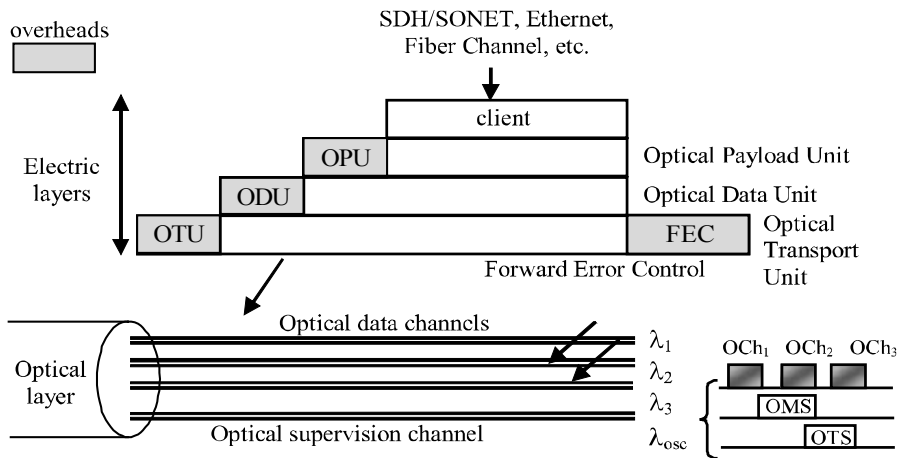 overheads
SDH/SONET, Ethernet,
Fiber Channel, etc.
client
Electric
layers
OPU
Optical Payload Unit
ODU
Optical Data Unit
OTU
FEC
Optical
Transport
Unit
Forward Error Control
Optical data channels
Optical
layer
λ1
λ2
λ3
λosc
Optical supervision channel
OCh1 OCh2 OCh3
OMS
OTS